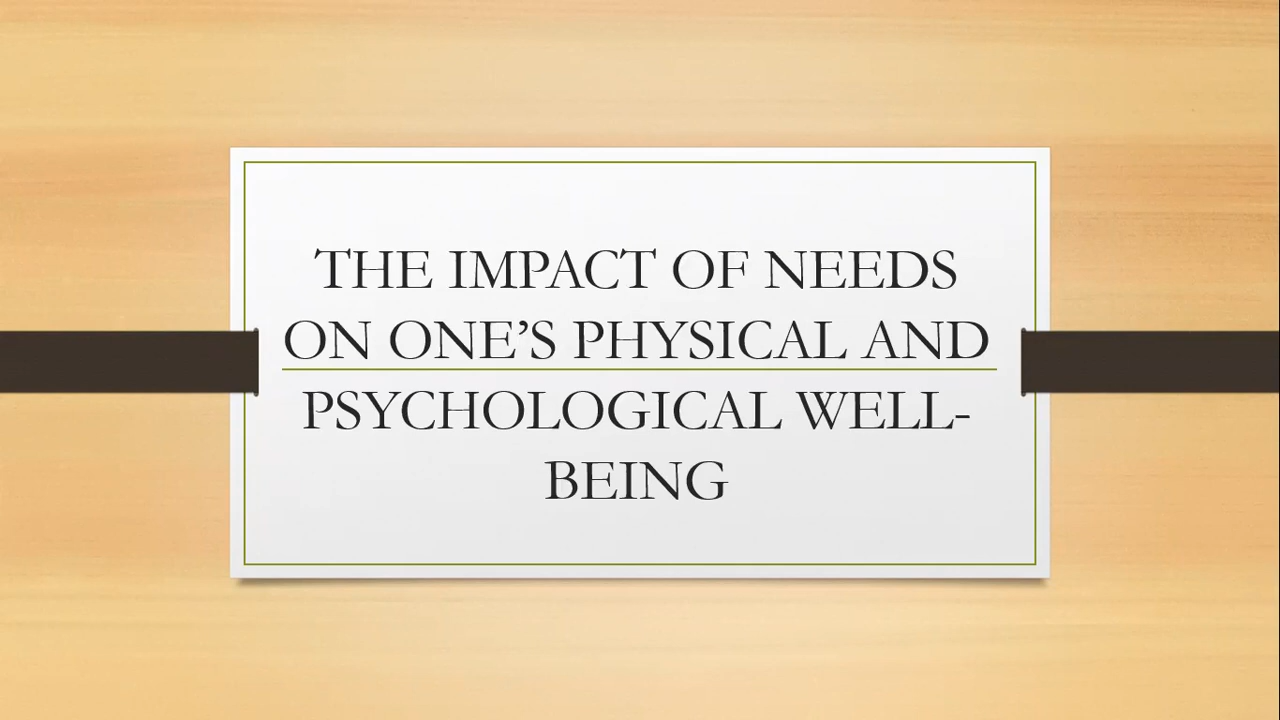 THE IMPACT OF NEEDS
ON ONE’S PHYSICAL AND
PSYCHOLOGICAL WELL-
BEING